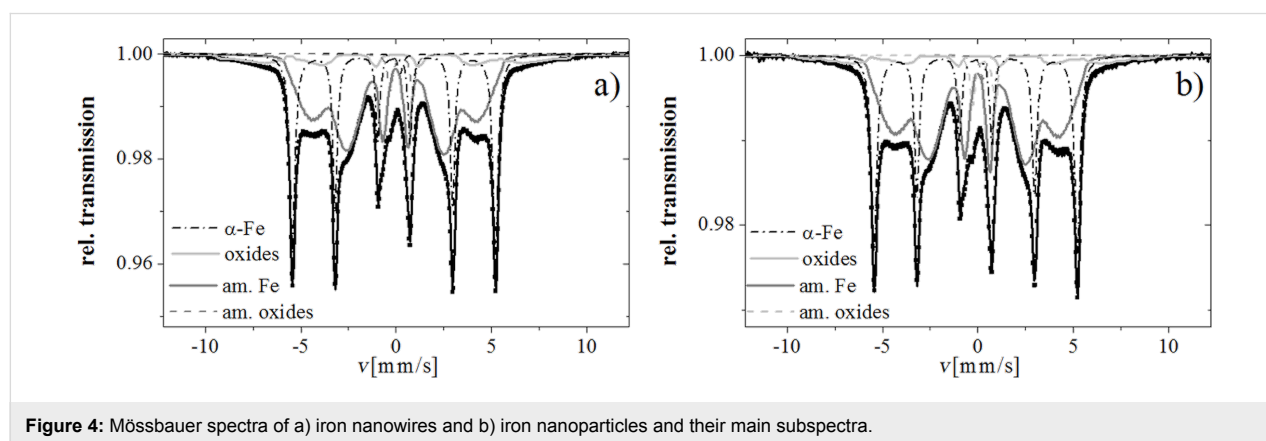 1.00
0.98
0.96
rel. transmission
a)
α-Fe
oxides
am. Fe
am. oxides
-10 -5 0 5 10
v[mm/s]
1.00
0.98
rel. transmission
b)
α-Fe
oxides
am. Fe
am. oxides
-10 -5 0 5 10
v[mm/s]
Figure 4: Mössbauer spectra of a) iron nanowires and b) iron nanoparticles and their main subspectra.